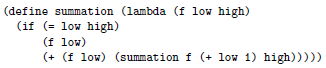 (define summation (lambda (f low high)
(if (= low high)
(f low)
(+ (f low) (summation f (+ low 1) high)))))